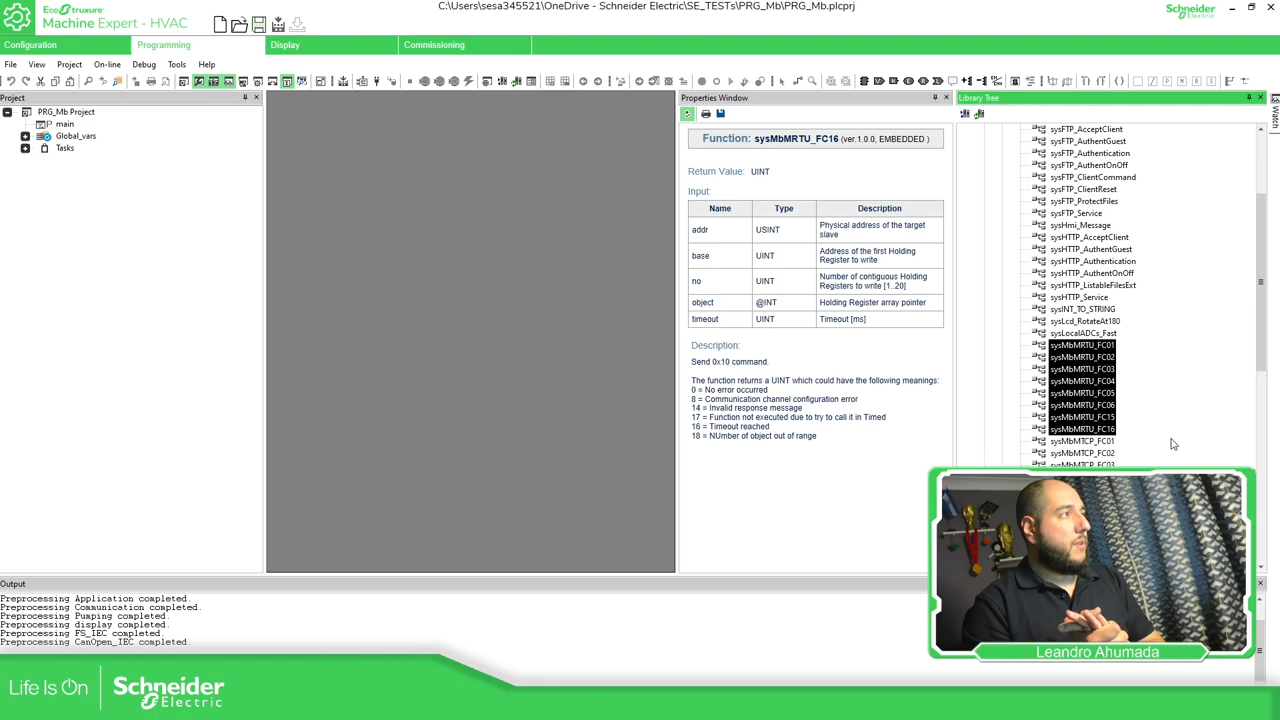 C:\Users\sesa345521\OneDrive - Schneider Electric\SE_TESTs\PRG_Mb\PRG_Mb.plcprj
EcoStruxure
Machine Expert - HVAC
Schneider
Electric
Configuration
Programming
Display
Commissioning
File View Project On-line Debug Tools Help
Project
PRG_Mb Project
main
Global_vars
Tasks
Properties Window
Function: sysMbMRTU_FC16 (ver.1.0.0, EMBEDDED )
Return Value: UINT
Input:
Name Type Description
addr USINT Physical address of the target slave
base UINT Address of the first Holding Register to write
no UINT Number of contiguous Holding Registers to write [1..20]
object @INT Holding Register array pointer
timeout UINT Timeout [ms]
Description:
Send 0x10 command.
The function returns a UINT which could have the following meanings:
0 = No error occurred
8 = Communication channel configuration error
14 = Invalid response message
17 = Function not executed due to try to call it in Timed
16 = Timeout reached
18 = NUmber of object out of range
Library Tree
Watch
sysFTP_AcceptClient
sysFTP_AuthentGuest
sysFTP_Authentication
sysFTP_AuthentOnOff
sysFTP_ClientCommand
sysFTP_ClientReset
sysFTP_ProtectFiles
sysFTP_Service
sysHmi_Message
sysHTTP_AcceptClient
sysHTTP_AuthentGuest
sysHTTP_Authentication
sysHTTP_AuthentOnOff
sysHTTP_ListableFilesExt
sysHTTP_Service
sysINT_TO_STRING
sysLcd_RotateAt180
sysLocalADCs_Fast
sysMbMRTU_FC01
sysMbMRTU_FC02
sysMbMRTU_FC03
sysMbMRTU_FC04
sysMbMRTU_FC05
sysMbMRTU_FC06
sysMbMRTU_FC15
sysMbMRTU_FC16
sysMbMTCP_FC01
sysMbMTCP_FC02
sysMbMTCP_FC03
Output
Preprocessing Application completed.
Preprocessing Communication completed.
Preprocessing Pumping completed.
Preprocessing display completed.
Preprocessing FS_IEC completed.
Preprocessing CanOpen_IEC completed.
Leandro Ahumada
Life Is On
Schneider
Electric